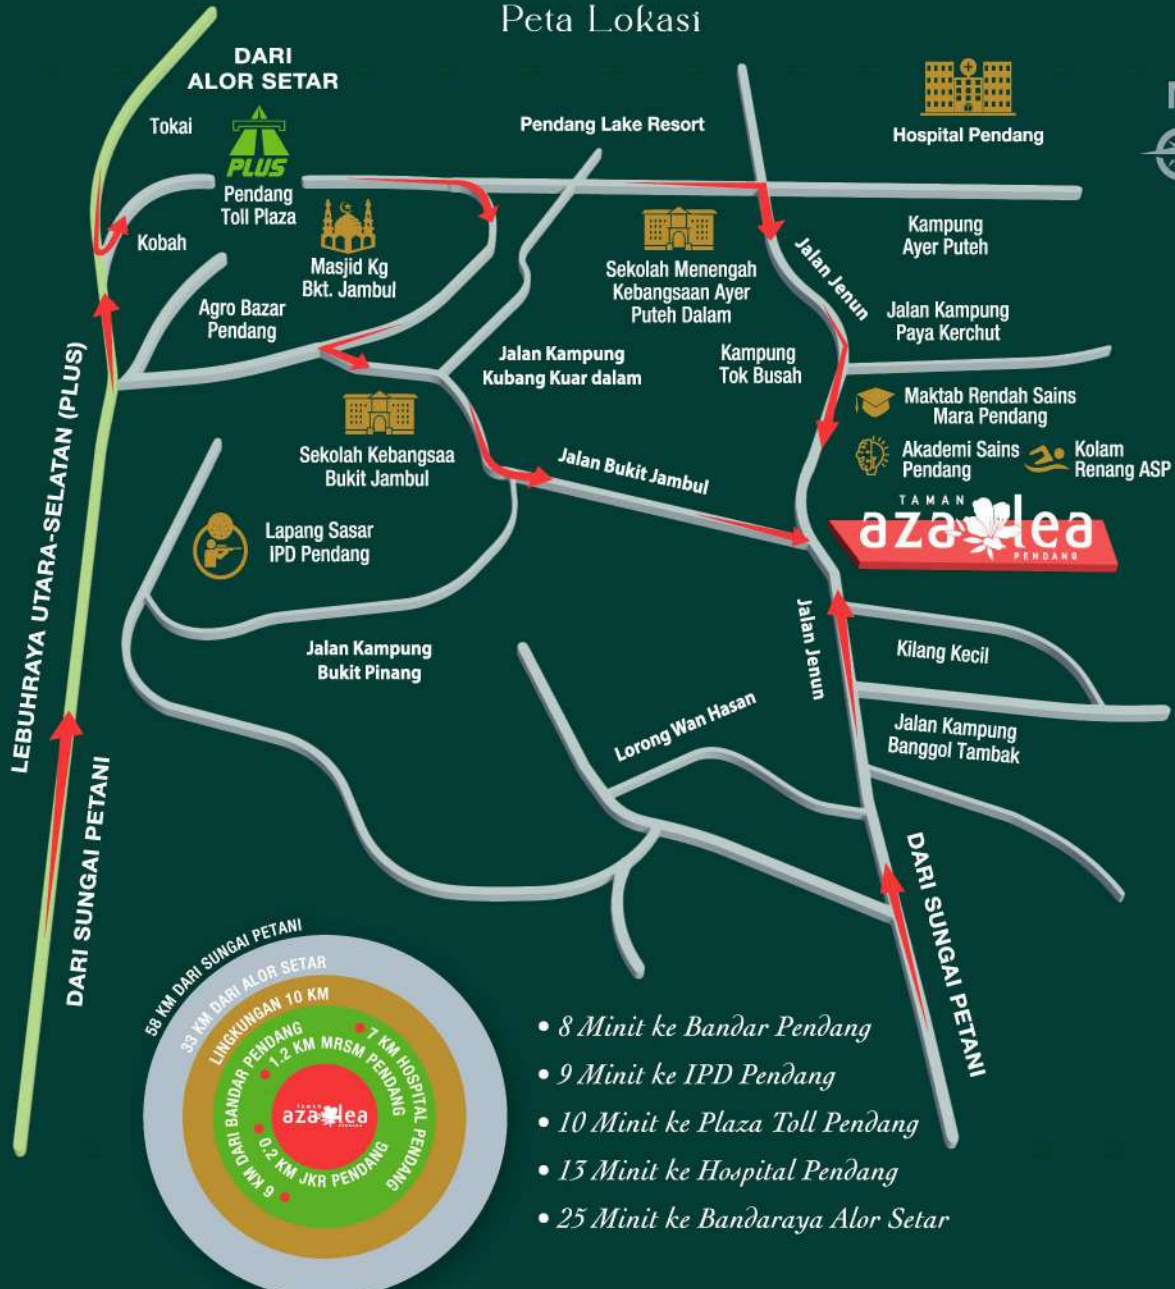 Peta Lokasi
DARI
ALOR SETAR
Tokai
PLUS
Pendang
Toll Plaza
Kobah
Pendang Lake Resort
Hospital Pendang
N
Masjid Kg
Bkt. Jambul
Agro Bazar
Pendang
Sekolah Menengah
Kebangsaan Ayer
Puteh Dalam
Jalan Jenun
Kampung
Ayer Puteh
Jalan Kampung
Paya Kerchut
Jalan Kampung
Kubang Kuar dalam
Kampung
Tok Busah
Maktab Rendah Sains
Mara Pendang
Akademi Sains
Pendang
Kolam
Renang ASP
Sekolah Kebangsaa
Bukit Jambul
Jalan Bukit Jambul
TAMAN
azalea
PENDANG
Lapang Sasar
IPD Pendang
LEBUHRAYA UTARA-SELATAN (PLUS)
Jalan Kampung
Bukit Pinang
Jalan Jenun
Kilang Kecil
Lorong Wan Hasan
Jalan Kampung
Banggol Tambak
DARI SUNGAI PETANI
DARI SUNGAI PETANI
58 KM DARI SUNGAI PETANI
33 KM DARI ALOR SETAR
LINGKUNGAN 10 KM
6 KM DARI BANDAR PENDANG
7 KM HOSPITAL PENDANG
1.2 KM MRSM PENDANG
TAMAN
azalea
PENDANG
0.2 KM JKR PENDANG
• 8 Minit ke Bandar Pendang
• 9 Minit ke IPD Pendang
• 10 Minit ke Plaza Toll Pendang
• 13 Minit ke Hospital Pendang
• 25 Minit ke Bandaraya Alor Setar